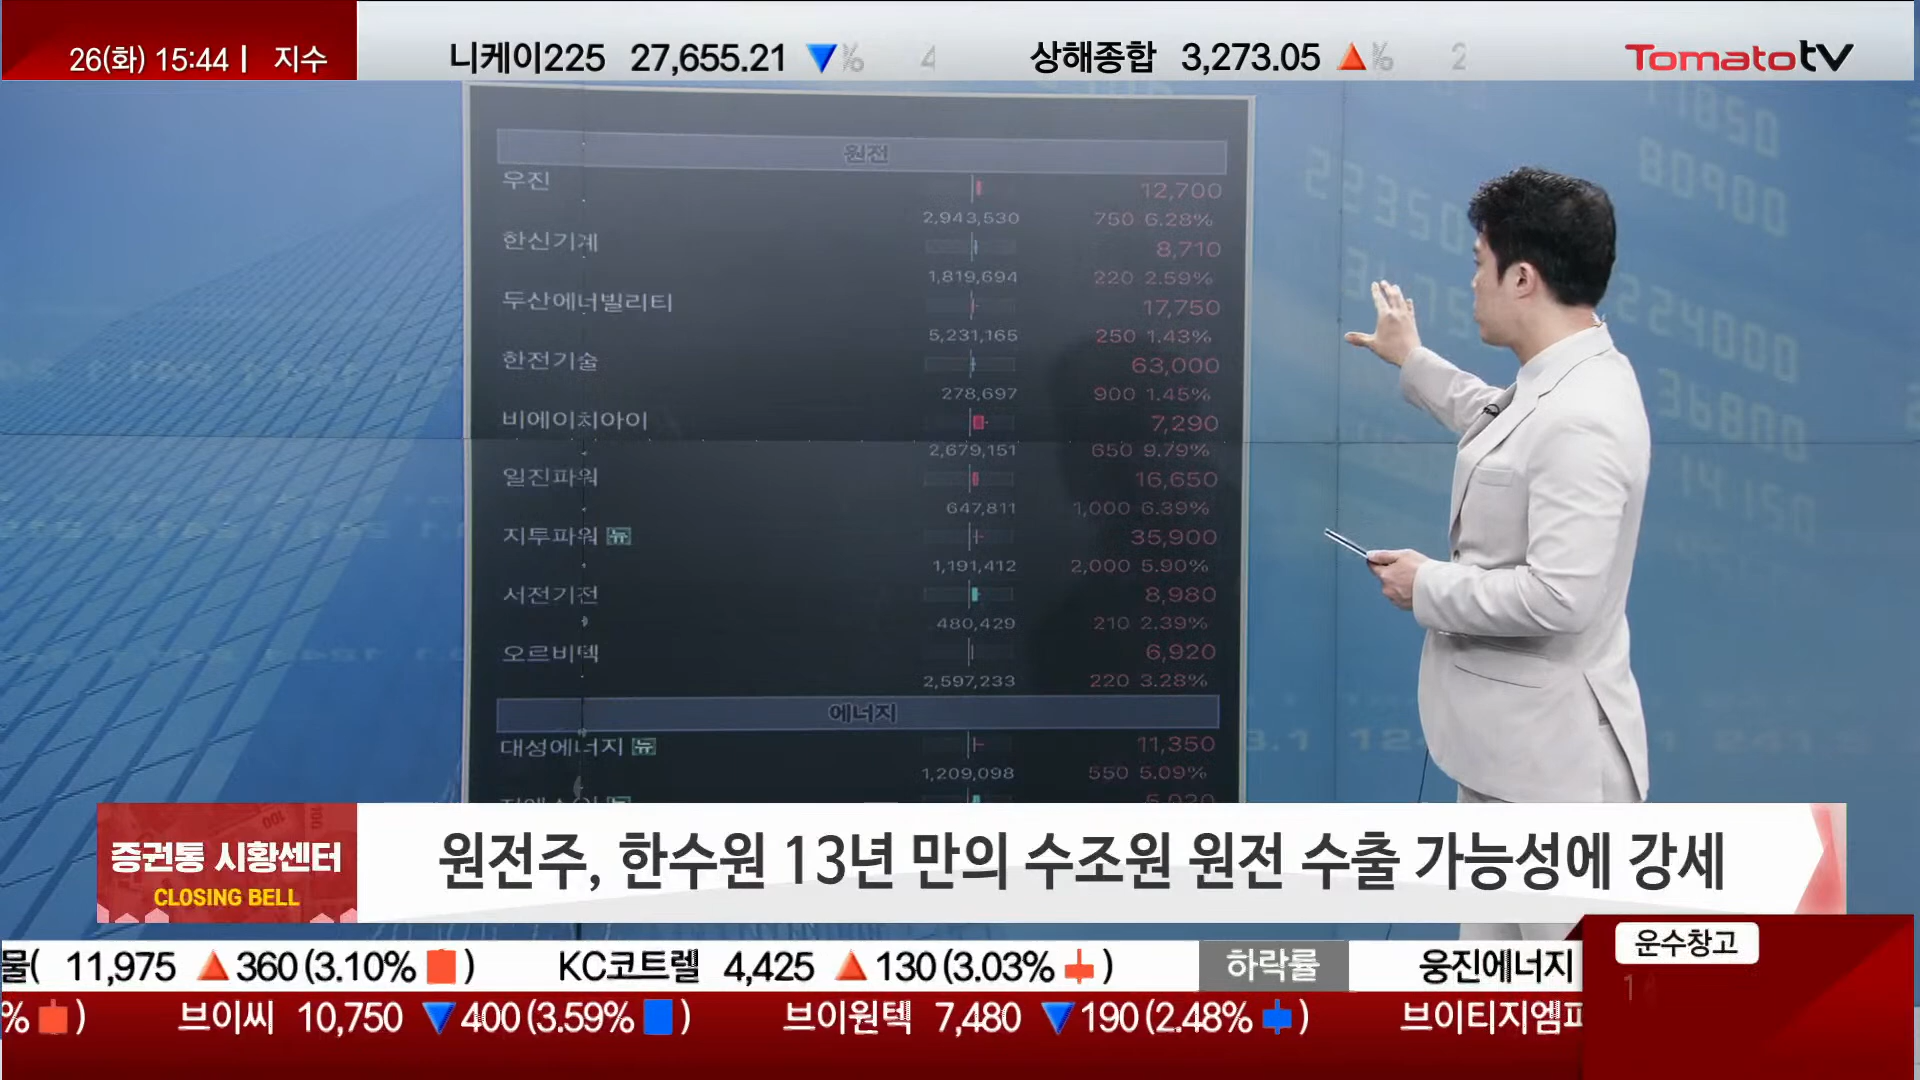 26(화) 15:44 | 지수
니케이225 27,655.21 ▼
상해종합 3,273.05 ▲
TomatoTV
원전
우진 12,700
2,943,530 750 6.28%
한신기계 8,710
1,819,694 220 2.59%
두산에너빌리티 17,750
5,231,165 250 1.43%
한전기술 63,000
278,697 900 1.45%
비에이치아이 7,290
2,679,151 650 9.79%
일진파워 16,650
647,811 1,000 6.39%
지투파워 뉴 35,900
1,191,412 2,000 5.90%
서전기전 8,980
480,429 210 2.39%
오르비텍 6,920
2,597,233 220 3.28%
에너지
대성에너지 뉴 11,350
1,209,098 550 5.09%
증권통 시황센터
CLOSING BELL
원전주, 한수원 13년 만의 수조원 원전 수출 가능성에 강세
물( 11,975 ▲360(3.10% ) KC코트렐 4,425 ▲130(3.03% ) 하락률 웅진에너지
% ) 브이씨 10,750 ▼400(3.59% ) 브이원텍 7,480 ▼190(2.48% ) 브이티지엠피
운수창고